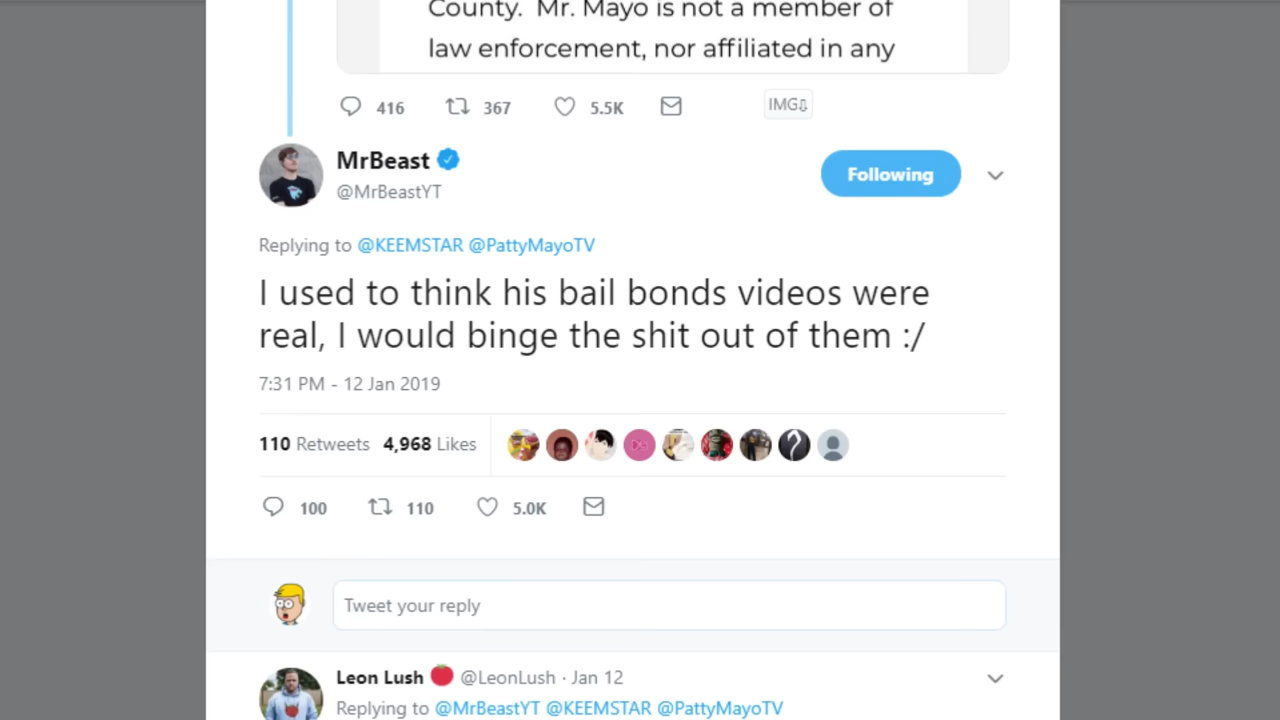 County. Mr. Mayo is not a member of
law enforcement, nor affiliated in any
416 367 5.5K IMG⇩
MrBeast
@MrBeastYT
Following
Replying to @KEEMSTAR @PattyMayoTV
I used to think his bail bonds videos were
real, I would binge the shit out of them :/
7:31 PM - 12 Jan 2019
110 Retweets 4,968 Likes
100 110 5.0K
Tweet your reply
Leon Lush 🍅 @LeonLush · Jan 12
Replying to @MrBeastYT @KEEMSTAR @PattyMayoTV